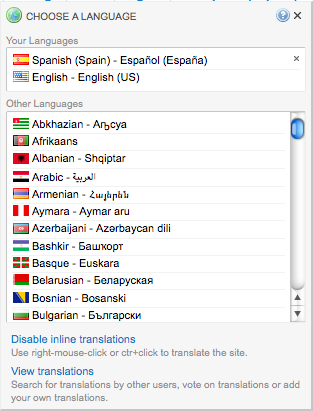 CHOOSE A LANGUAGE
Your Languages
Spanish (Spain) - Español (España)
English - English (US)
Other Languages
Abkhazian - Аҧсуа
Afrikaans
Albanian - Shqiptar
Arabic - العربية
Armenian - Հայերեն
Aymara - Aymar aru
Azerbaijani - Azərbaycan dili
Bashkir - Башҡорт
Basque - Euskara
Belarusian - Беларуская
Bosnian - Bosanski
Bulgarian - Български
Disable inline translations
Use right-mouse-click or ctr+click to translate the site.
View translations
Search for translations by other users, vote on translations or add
your own translations.